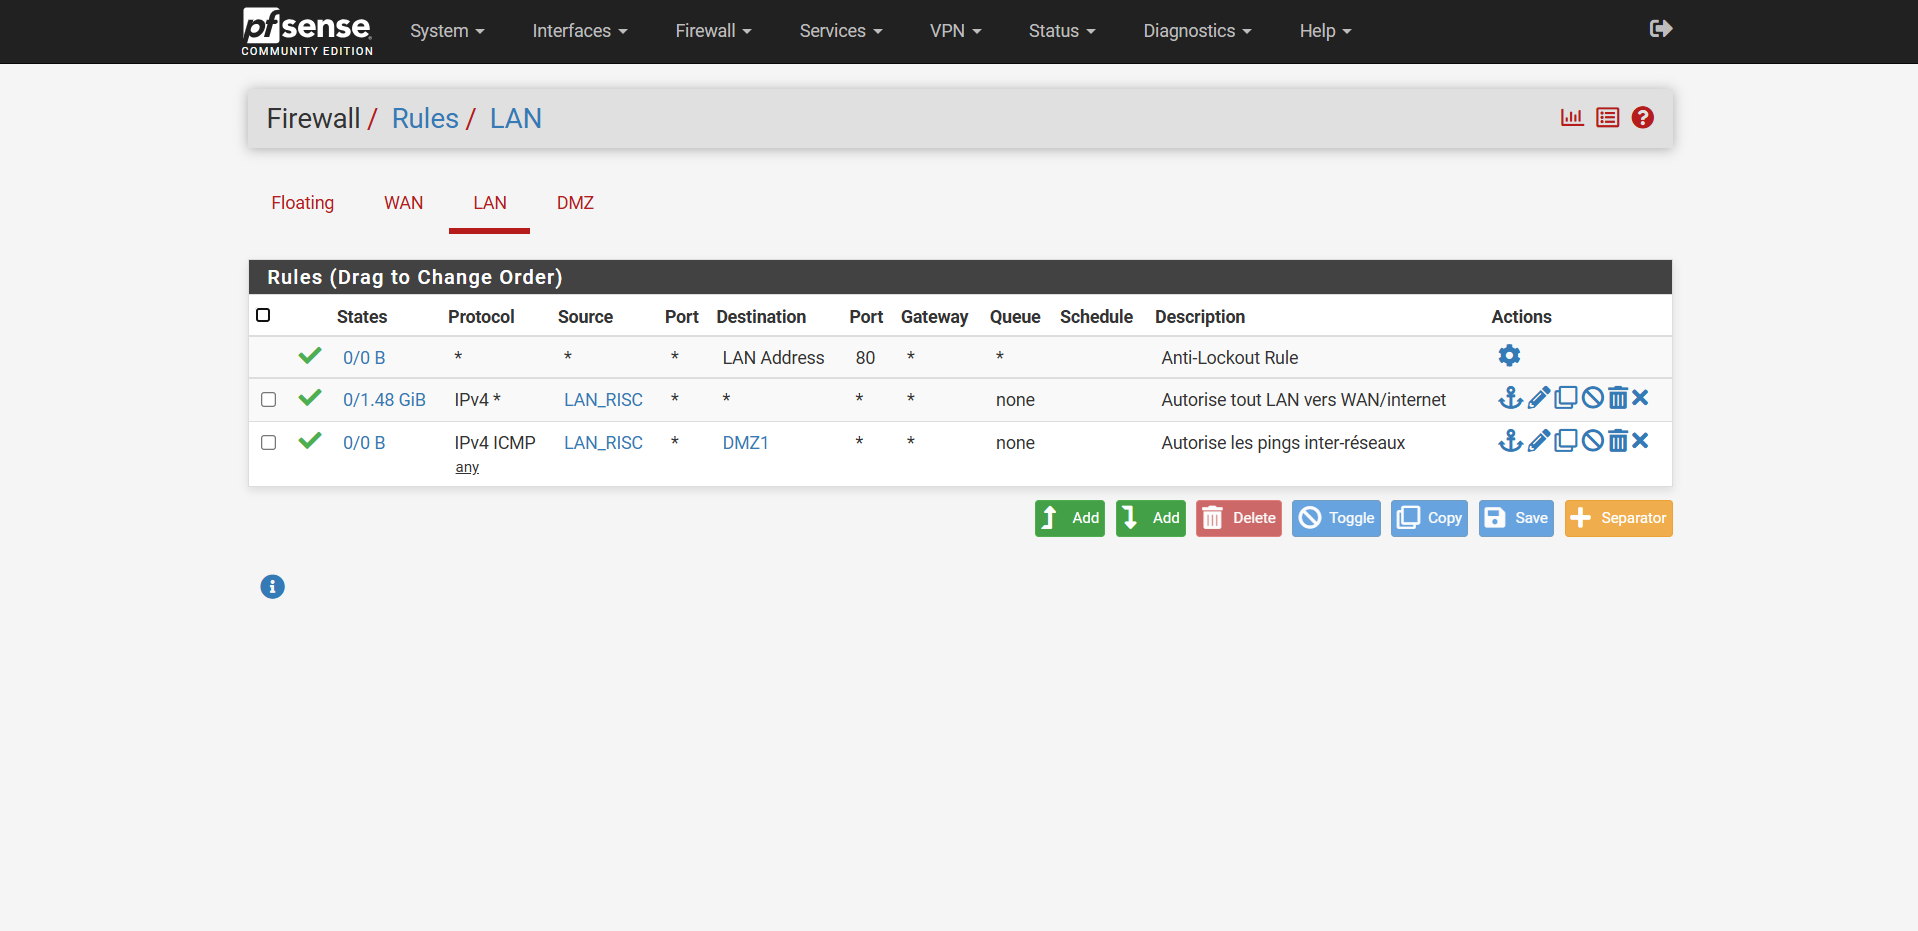 pfsense System Interfaces Firewall Services VPN Status Diagnostics Help
COMMUNITY EDITION
Firewall / Rules / LAN
Floating WAN LAN DMZ
Rules (Drag to Change Order)
States Protocol Source Port Destination Port Gateway Queue Schedule Description Actions
0/0 B * * * LAN Address 80 * * Anti-Lockout Rule
0/1.48 GiB IPv4 * LAN_RISC * * * * none Autorise tout LAN vers WAN/internet
0/0 B IPv4 ICMP LAN_RISC * DMZ1 * * none Autorise les pings inter-réseaux
any
Add Add Delete Toggle Copy Save Separator